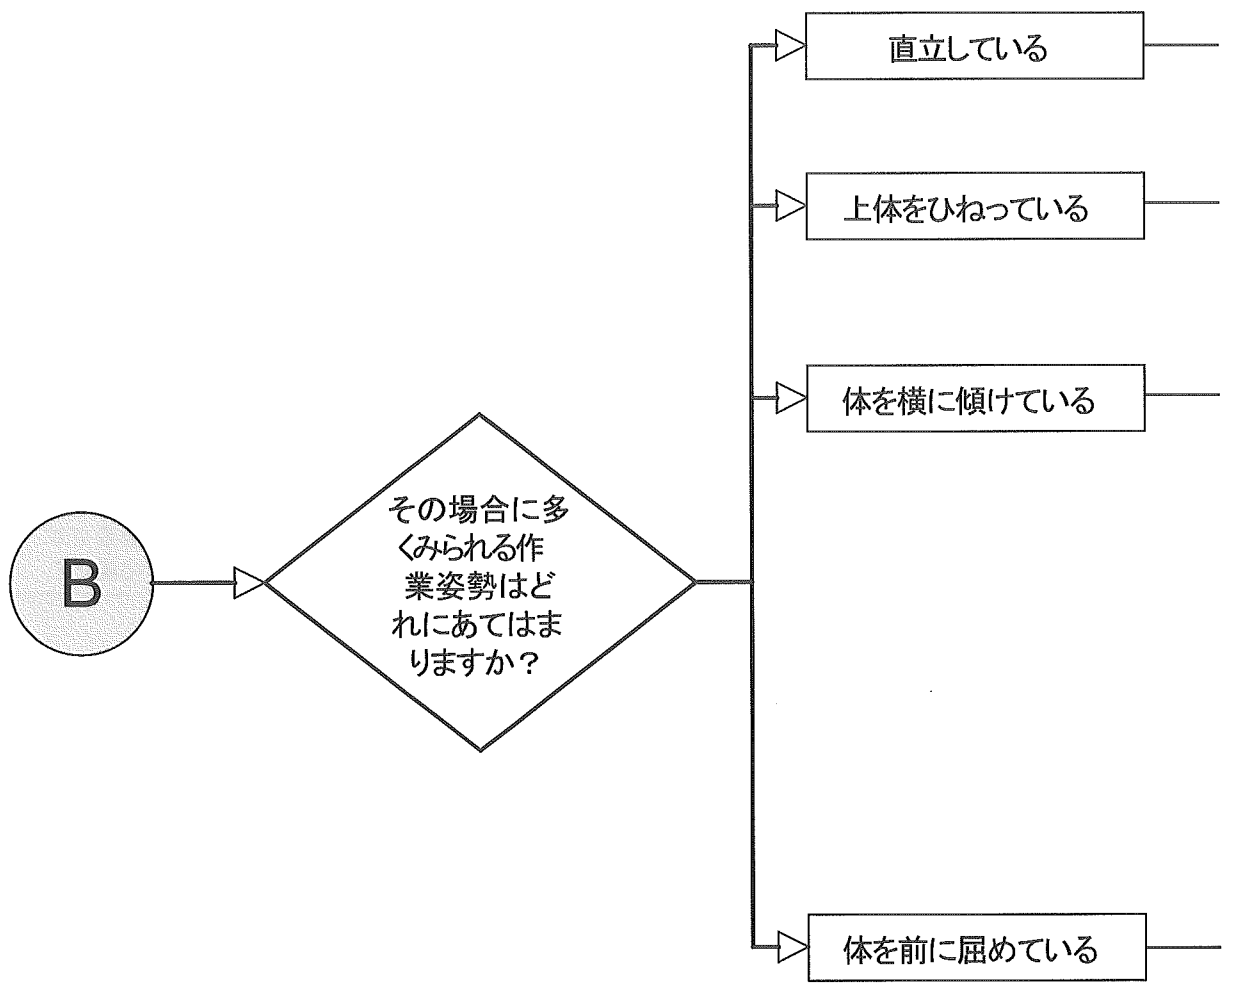 直立している
上体をひねっている
体を横に傾けている
その場合に多
くみられる作
業姿勢はど
れにあてはま
りますか？
B
体を前に屈めている